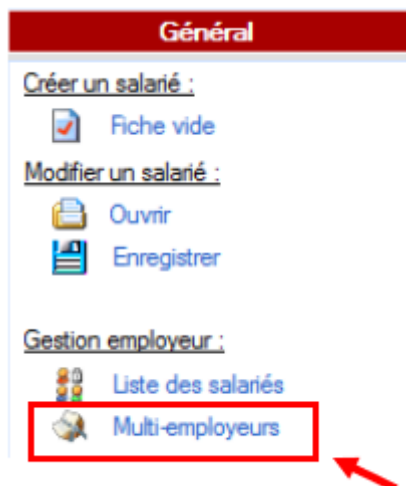 Général
Créer un salarié :
Fiche vide
Modifier un salarié :
Ouvrir
Enregistrer
Gestion employeur :
Liste des salariés
Multi-employeurs